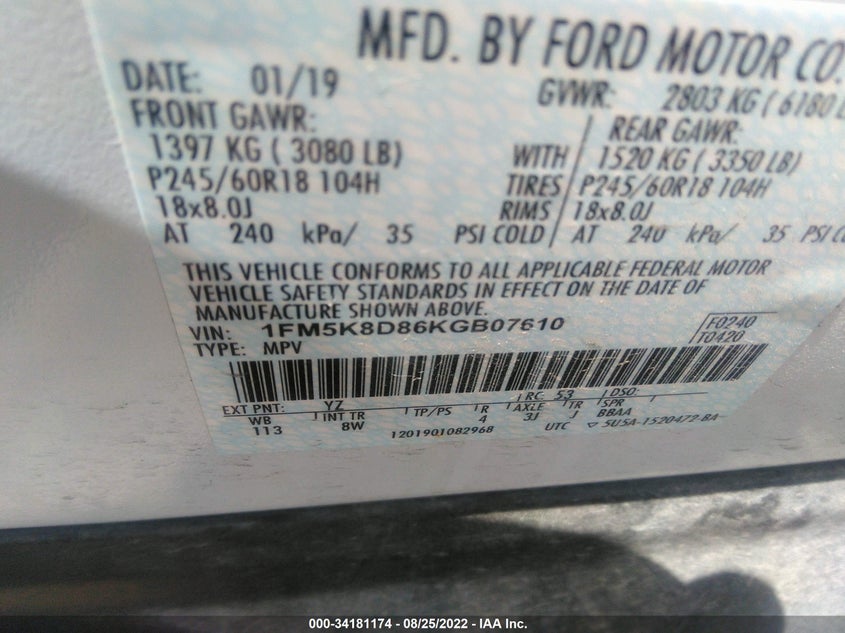 MFD. BY FORD MOTOR CO.
DATE: 01/19 GVWR: 2803 KG ( 6180 L
FRONT GAWR: REAR GAWR:
1397 KG ( 3080 LB) WITH 1520 KG ( 3350 LB)
P245/60R18 104H TIRES P245/60R18 104H
18x8.0J RIMS 18x8.0J
AT 240 kPa/ 35 PSI COLD AT 240 kPa/ 35 PSI C
THIS VEHICLE CONFORMS TO ALL APPLICABLE FEDERAL MOTOR
VEHICLE SAFETY STANDARDS IN EFFECT ON THE DATE OF
MANUFACTURE SHOWN ABOVE.
VIN: 1FM5K8D86KGB07610 F0240
TYPE: MPV T0420
EXT PNT: YZ RC: 53 DSO:
WB INT TR TP/PS R AXLE TR SPR
113 8W 4 3J J BBAA
1201901082968 UTC ▽ 5U5A-1520472-BA
000-34181174 - 08/25/2022 - IAA Inc.